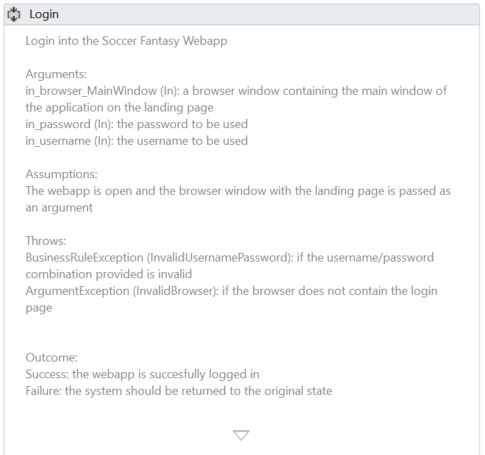 Login
Login into the Soccer Fantasy Webapp
Arguments:
in_browser_MainWindow (In): a browser window containing the main window of
the application on the landing page
in_password (In): the password to be used
in_username (In): the username to be used
Assumptions:
The webapp is open and the browser window with the landing page is passed as
an argument
Throws:
BusinessRuleException (InvalidUsernamePassword): if the username/password
combination provided is invalid
ArgumentException (InvalidBrowser): if the browser does not contain the login
page
Outcome:
Success: the webapp is succesfully logged in
Failure: the system should be returned to the original state